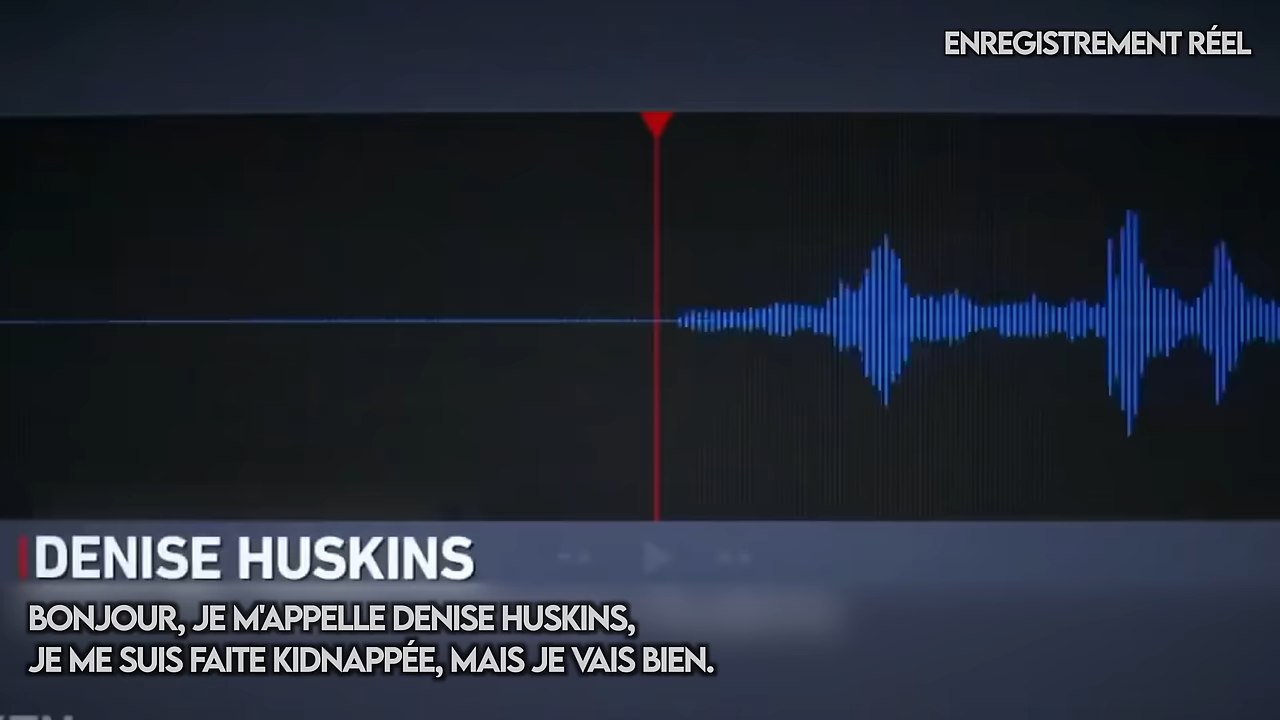 ENREGISTREMENT RÉEL
DENISE HUSKINS
BONJOUR, JE M'APPELLE DENISE HUSKINS,
JE ME SUIS FAITE KIDNAPPÉE, MAIS JE VAIS BIEN.